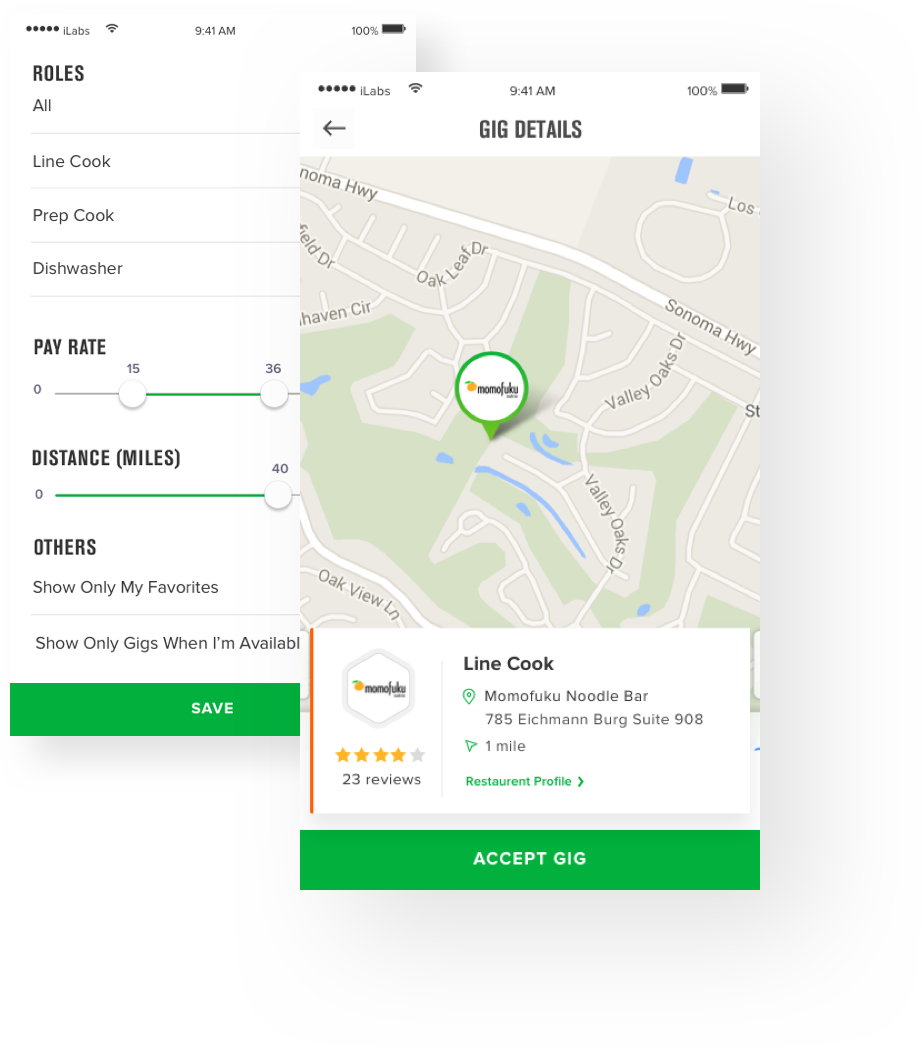 iLabs 9:41 AM 100%
ROLES
All
Line Cook
Prep Cook
Dishwasher
PAY RATE
15 36
0
DISTANCE (MILES)
40
0
OTHERS
Show Only My Favorites
Show Only Gigs When I'm Availabl
SAVE
iLabs 9:41 AM 100%
GIG DETAILS
noma Hwy
Los
field Dr
Oak Leaf Dr
haven Cir
Sonoma Hwy
momofuku
Valley Oaks Dr
St
Valley Oaks Dr
Oak View Ln
momofuku
23 reviews
Line Cook
Momofuku Noodle Bar
785 Eichmann Burg Suite 908
1 mile
Restaurent Profile
ACCEPT GIG